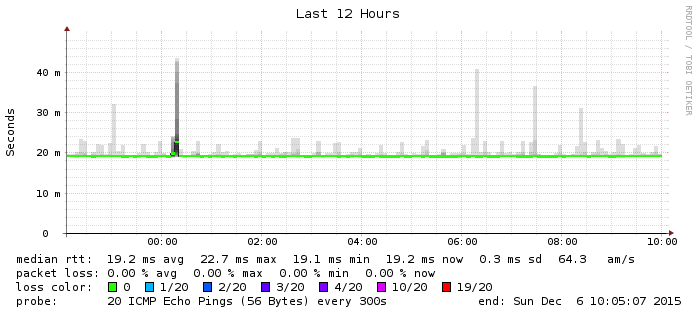 Last 12 Hours
RRDTOOL / TOBI OETIKER
Seconds
40 m
30 m
20 m
10 m
0
00:00 02:00 04:00 06:00 08:00 10:00
median rtt: 19.2 ms avg 22.7 ms max 19.1 ms min 19.2 ms now 0.3 ms sd 64.3 am/s
packet loss: 0.00 % avg 0.00 % max 0.00 % min 0.00 % now
loss color: 0 1/20 2/20 3/20 4/20 10/20 19/20
probe: 20 ICMP Echo Pings (56 Bytes) every 300s end: Sun Dec 6 10:05:07 2015